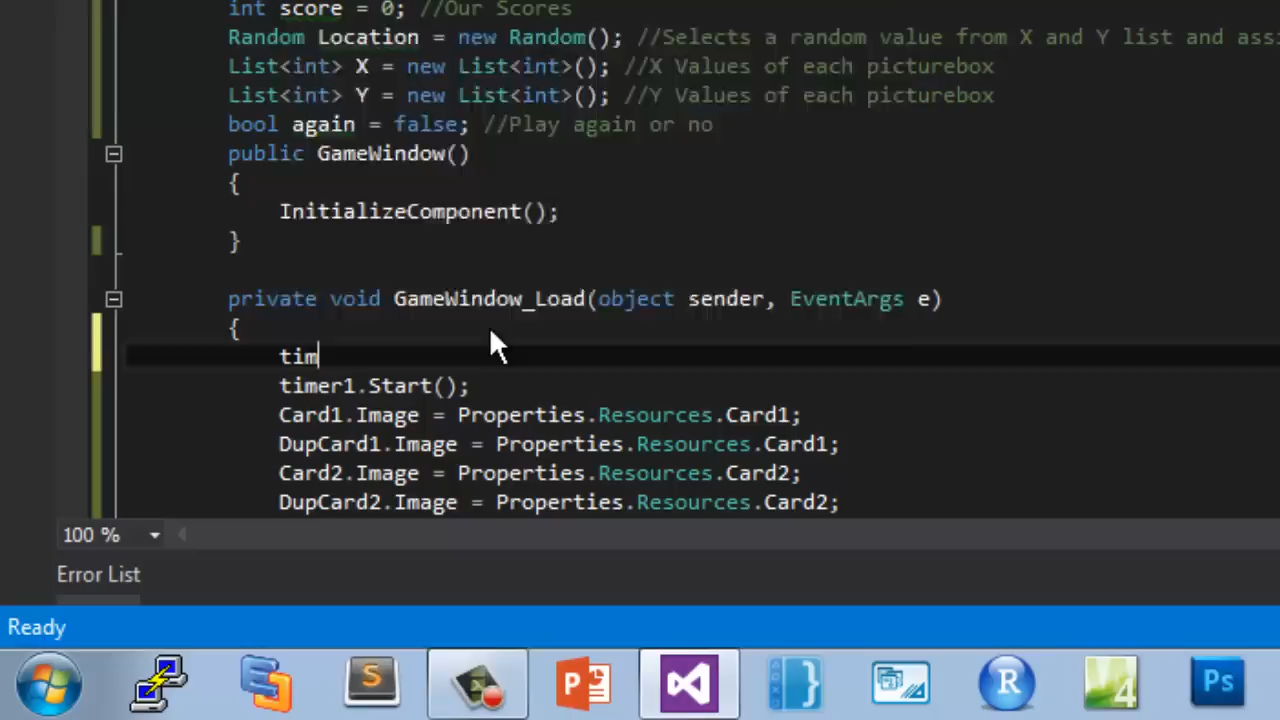 int score = 0; //Our Scores
Random Location = new Random(); //Selects a random value from X and Y list and
List<int> X = new List<int>(); //X Values of each picturebox
List<int> Y = new List<int>(); //Y Values of each picturebox
bool again = false; //Play again or no
public GameWindow()
{
InitializeComponent();
}
private void GameWindow_Load(object sender, EventArgs e)
{
tim
timer1.Start();
Card1.Image = Properties.Resources.Card1;
DupCard1.Image = Properties.Resources.Card1;
Card2.Image = Properties.Resources.Card2;
DupCard2.Image = Properties.Resources.Card2;
100 %
Error List
Ready
S
P
R
4
Ps